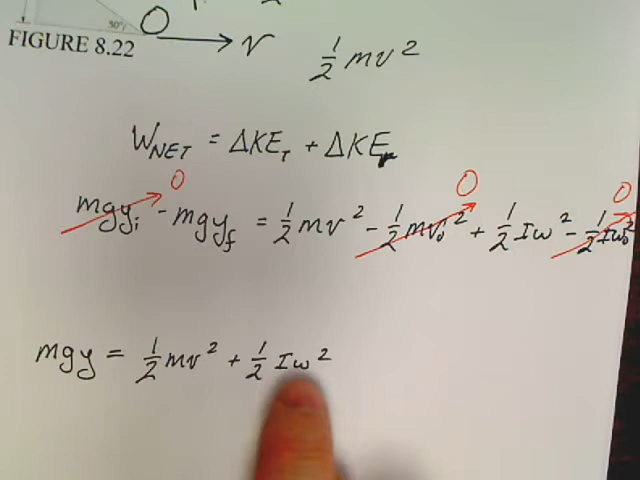 30°
FIGURE 8.22
O → v ½mv²
W_NET = ΔKE_T + ΔKE_r
0 0 0
mgy_i - mgy_f = ½mv² - ½mv₀² + ½Iω² - ½Iω₀²
mgy = ½mv² + ½Iω²